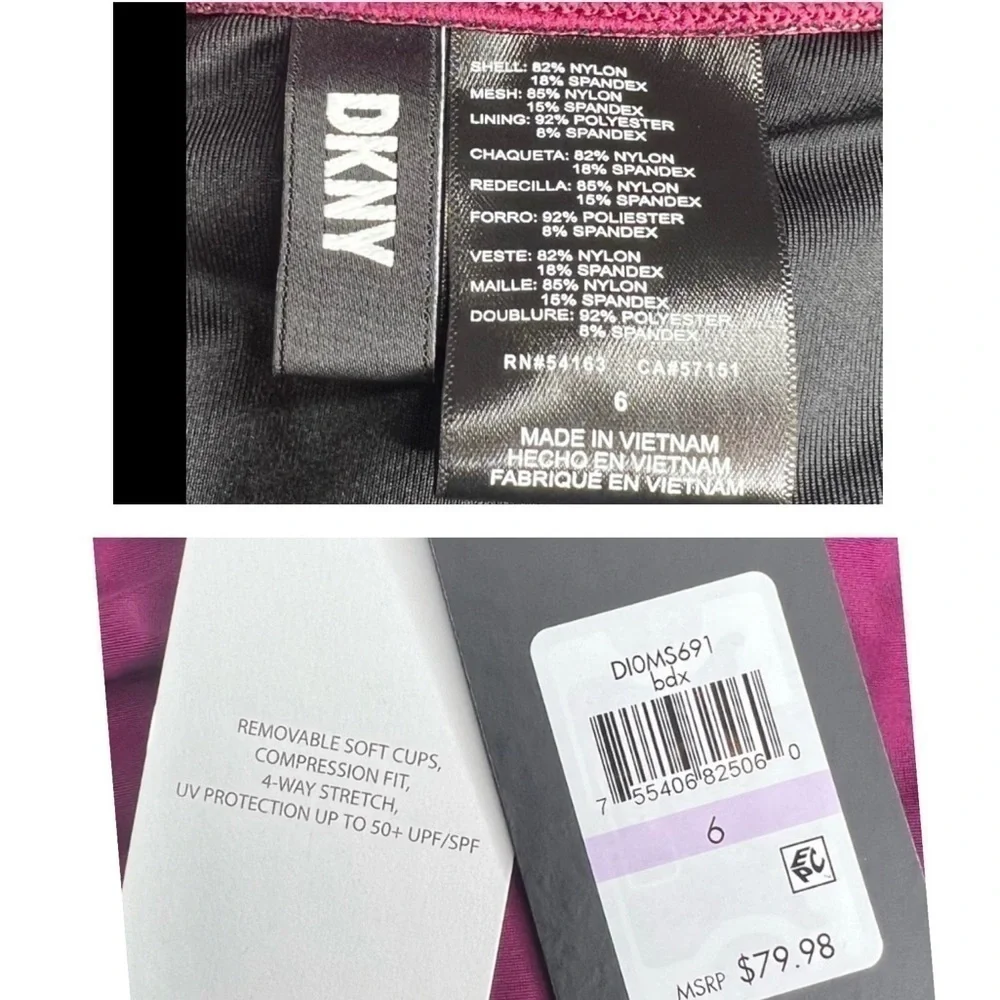 DKNY
SHELL: 82% NYLON
18% SPANDEX
MESH: 85% NYLON
15% SPANDEX
LINING: 92% POLYESTER
8% SPANDEX
CHAQUETA: 82% NYLON
18% SPANDEX
REDECILLA: 85% NYLON
15% SPANDEX
FORRO: 92% POLIESTER
8% SPANDEX
VESTE: 82% NYLON
18% SPANDEX
MAILLE: 85% NYLON
15% SPANDEX
DOUBLURE: 92% POLYESTER
8% SPANDEX
RN#54163 CA#57151
6
MADE IN VIETNAM
HECHO EN VIETNAM
FABRIQUÉ EN VIETNAM
REMOVABLE SOFT CUPS,
COMPRESSION FIT,
4-WAY STRETCH,
UV PROTECTION UP TO 50+ UPF/SPF
DI0MS691
bdx
7 55406 82506 0
6
EPC
MSRP $79.98